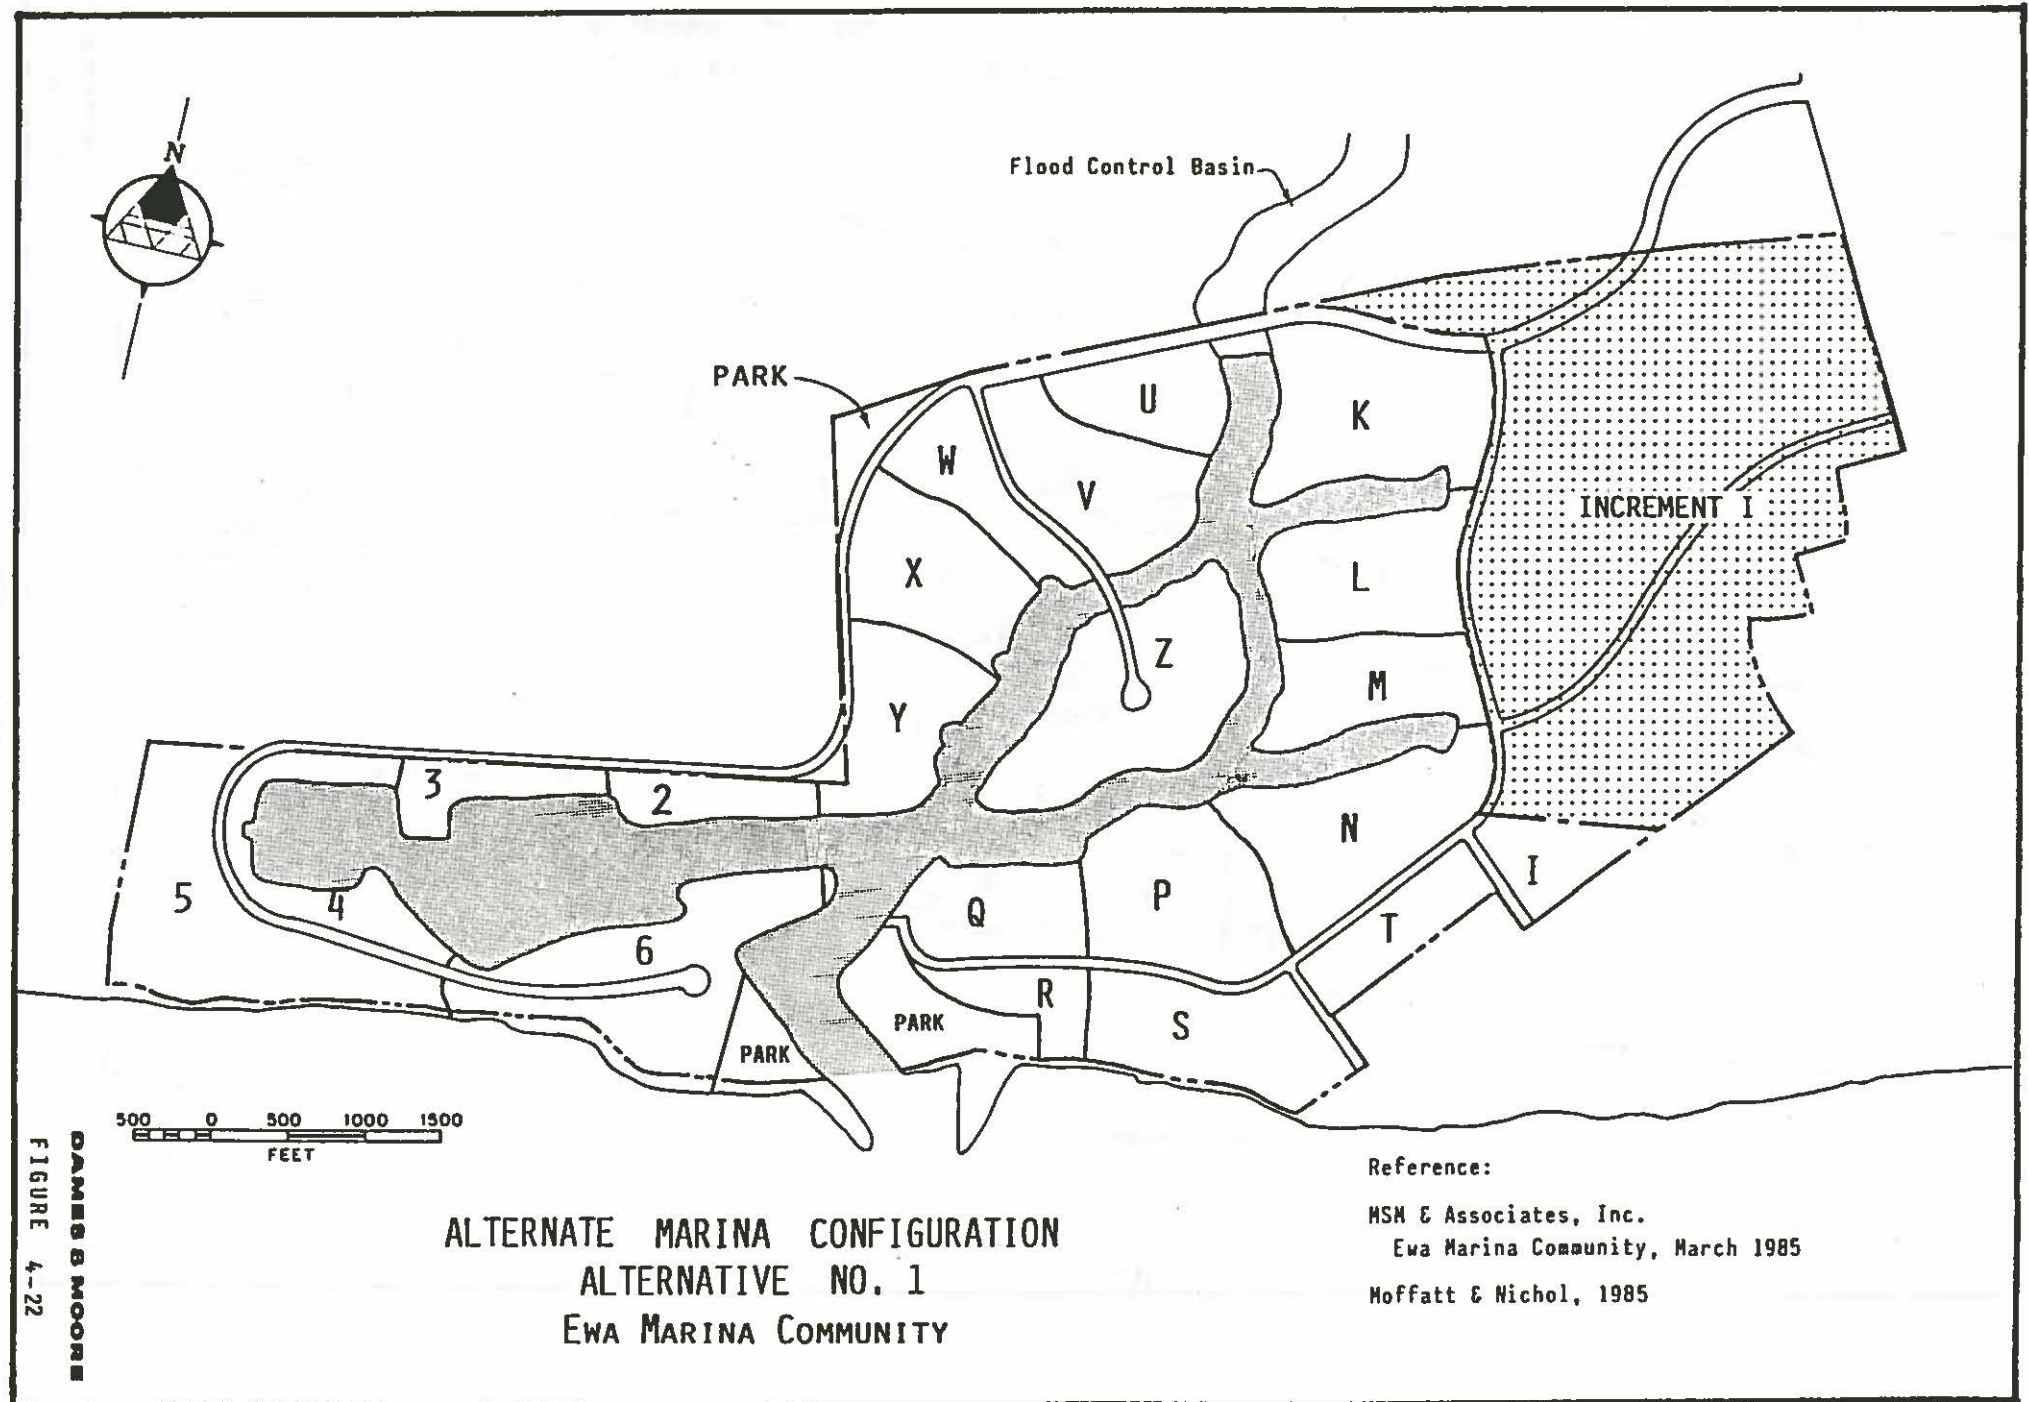 N
Flood Control Basin
PARK
U
K
W
V
INCREMENT I
X
L
Z
M
Y
3
2
N
I
5
4
Q
P
T
6
R
S
PARK
PARK
500 0 500 1000 1500
FEET
DAMES & MOORE
FIGURE 4-22
ALTERNATE MARINA CONFIGURATION
ALTERNATIVE NO. 1
EWA MARINA COMMUNITY
Reference:
MSM & Associates, Inc.
Ewa Marina Community, March 1985
Moffatt & Nichol, 1985